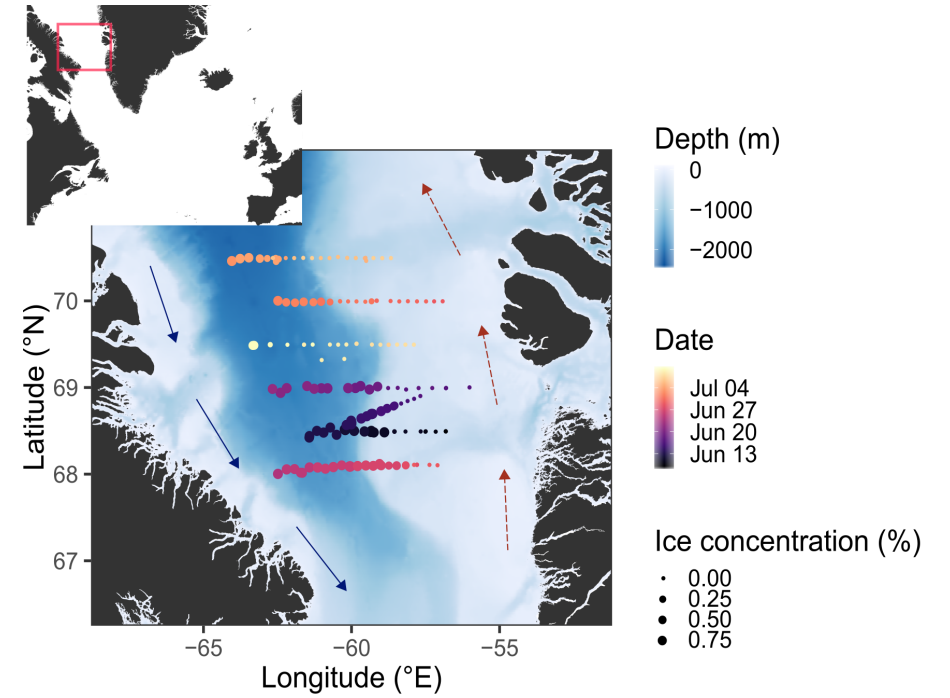 Depth (m)
0
−1000
−2000
Date
Jul 04
Jun 27
Jun 20
Jun 13
Ice concentration (%)
0.00
0.25
0.50
0.75
Latitude (°N)
70
69
68
67
−65
−60
−55
Longitude (°E)